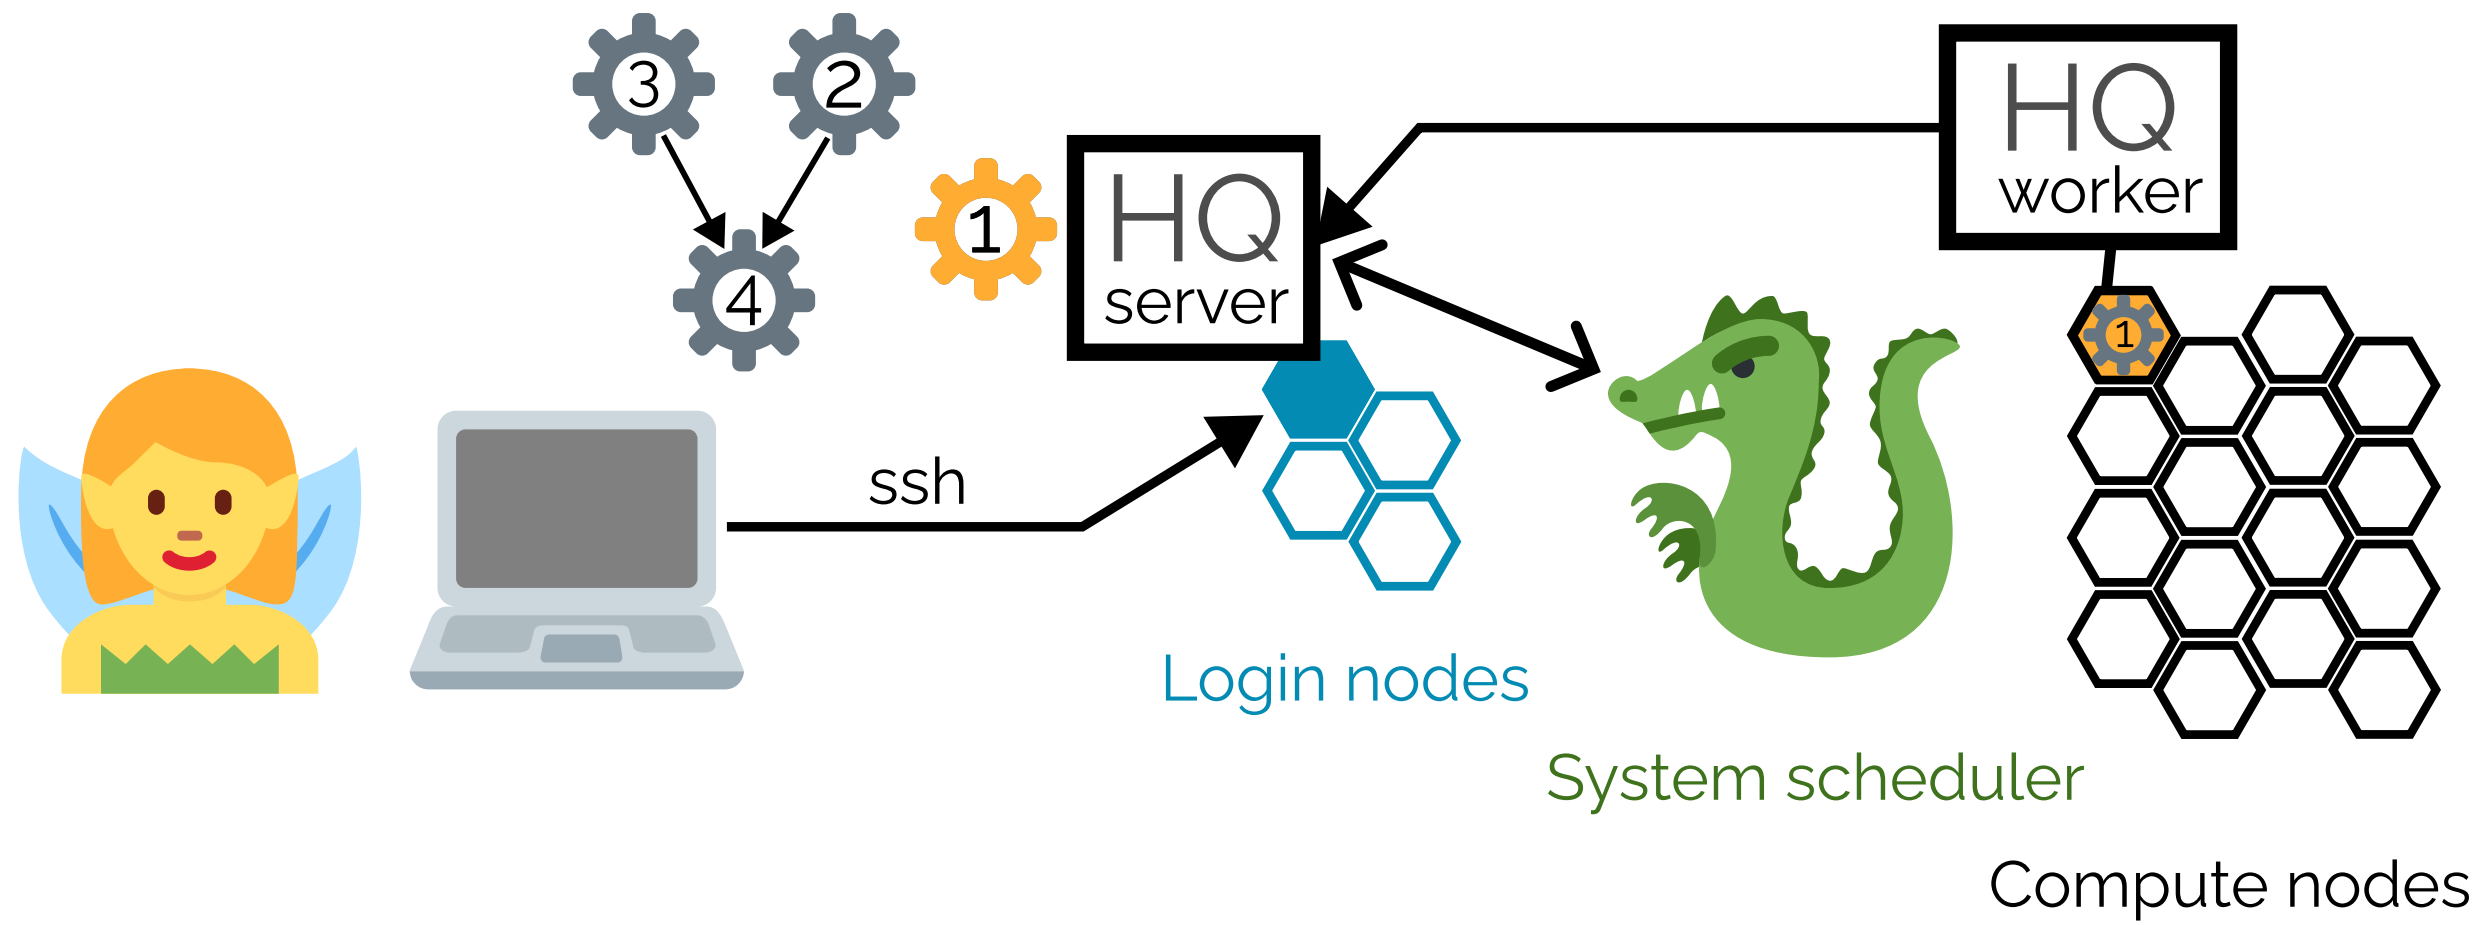 3
2
4
1
HQ
server
HQ
worker
1
ssh
Login nodes
System scheduler
Compute nodes